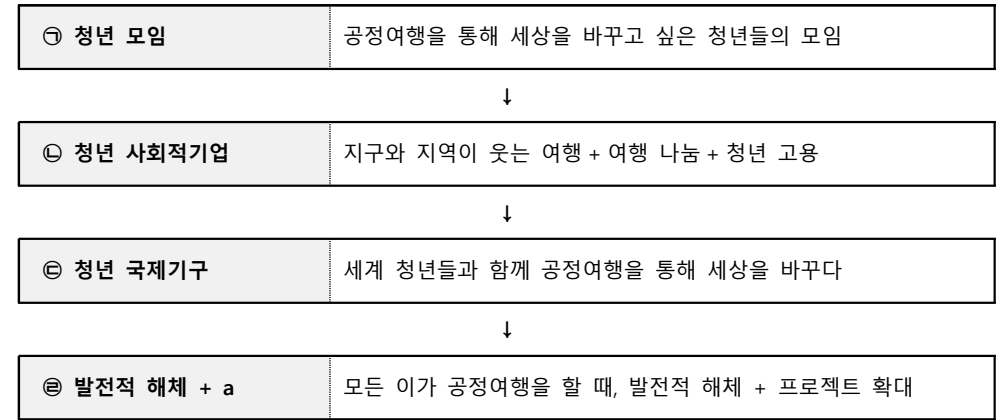 ㉠ 청년 모임 공정여행을 통해 세상을 바꾸고 싶은 청년들의 모임
↓
㉡ 청년 사회적기업 지구와 지역이 웃는 여행 + 여행 나눔 + 청년 고용
↓
㉢ 청년 국제기구 세계 청년들과 함께 공정여행을 통해 세상을 바꾸다
↓
㉣ 발전적 해체 + a 모든 이가 공정여행을 할 때, 발전적 해체 + 프로젝트 확대